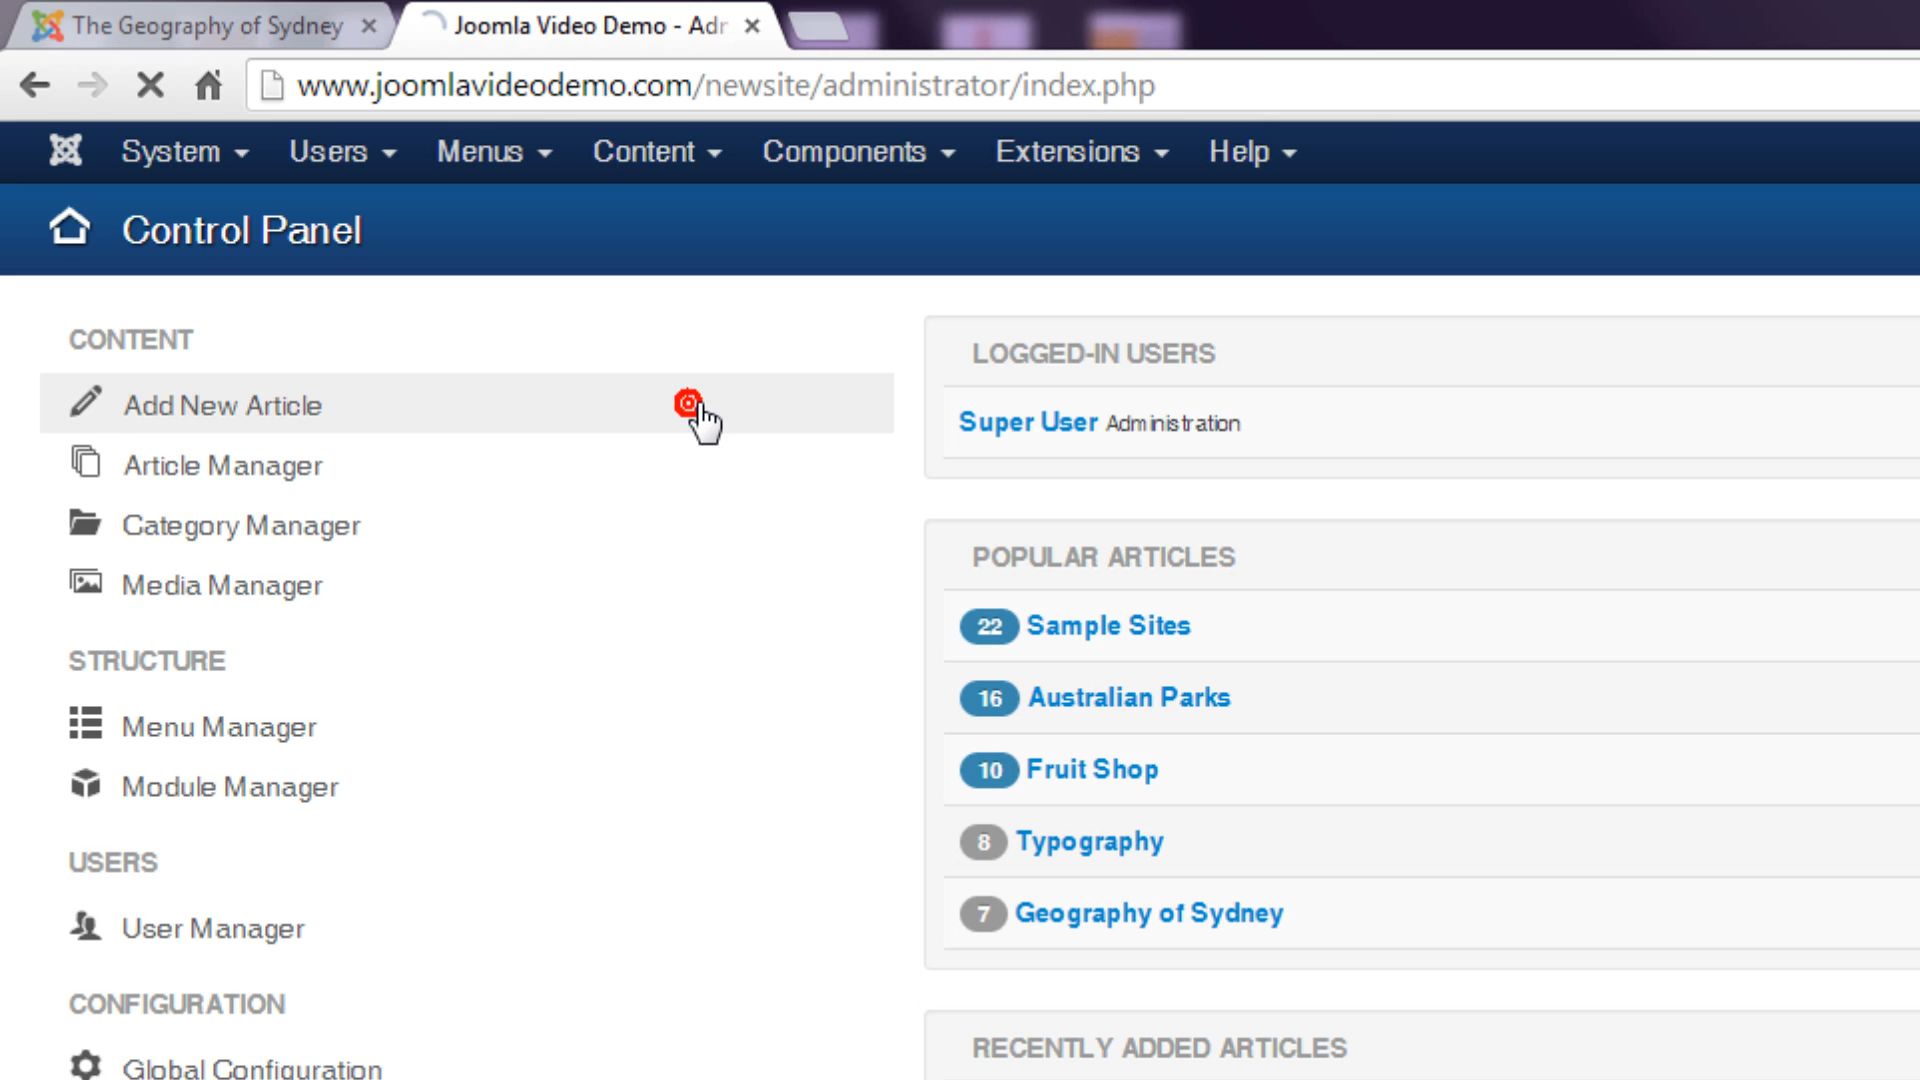 The Geography of Sydney
Joomla Video Demo - Adr
www.joomlavideodemo.com/newsite/administrator/index.php
System Users Menus Content Components Extensions Help
Control Panel
CONTENT
Add New Article
Article Manager
Category Manager
Media Manager
STRUCTURE
Menu Manager
Module Manager
USERS
User Manager
CONFIGURATION
Global Configuration
LOGGED-IN USERS
Super User Administration
POPULAR ARTICLES
22 Sample Sites
16 Australian Parks
10 Fruit Shop
8 Typography
7 Geography of Sydney
RECENTLY ADDED ARTICLES